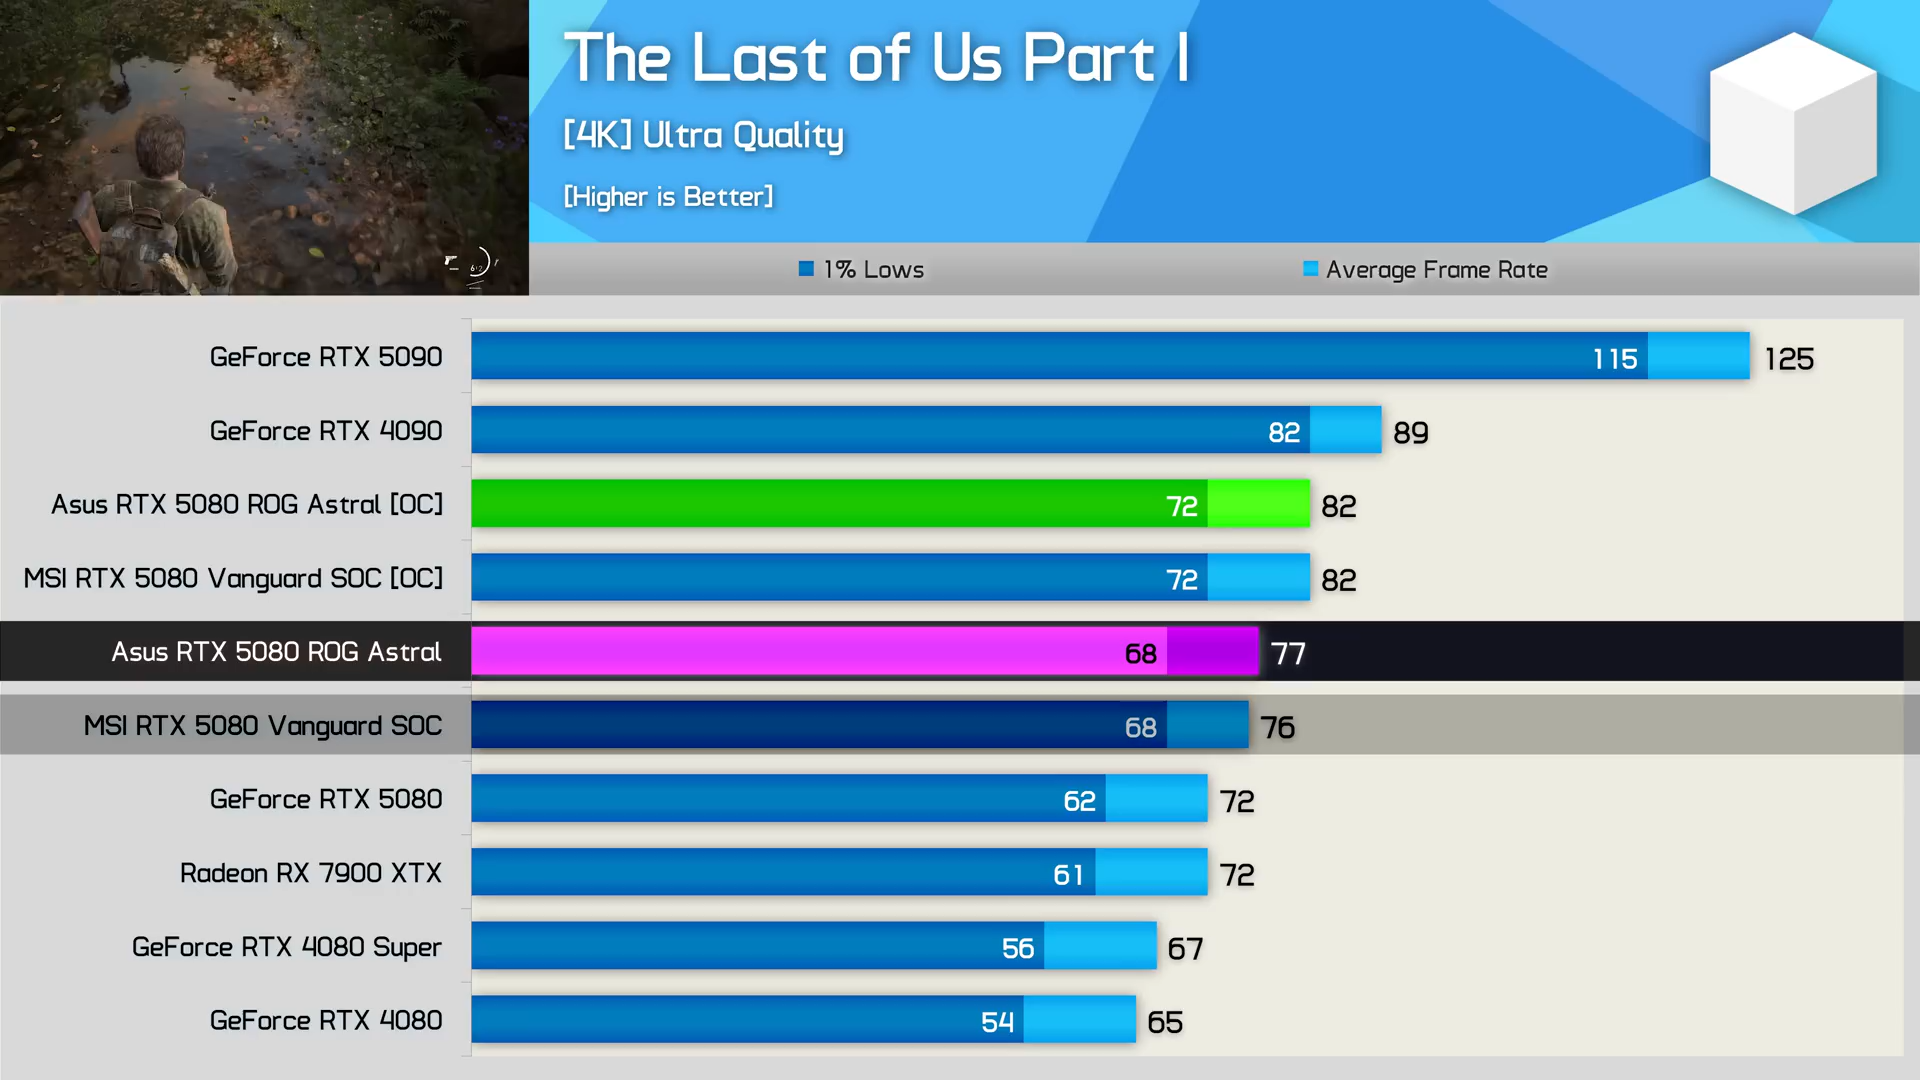 The Last of Us Part I
[4K] Ultra Quality
[Higher is Better]
1% Lows
Average Frame Rate
GeForce RTX 5090 115 125
GeForce RTX 4090 82 89
Asus RTX 5080 ROG Astral [OC] 72 82
MSI RTX 5080 Vanguard SOC [OC] 72 82
Asus RTX 5080 ROG Astral 68 77
MSI RTX 5080 Vanguard SOC 68 76
GeForce RTX 5080 62 72
Radeon RX 7900 XTX 61 72
GeForce RTX 4080 Super 56 67
GeForce RTX 4080 54 65